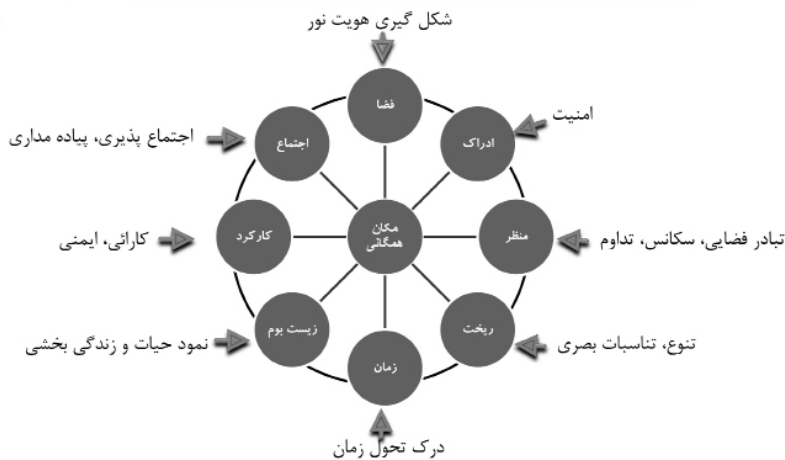 شکل گیری هویت نور
فضا
امنیت
ادراک
اجتماع
اجتماع پذیری، پیاده مداری
مکان
همگانی
منظر
تبادر فضایی، سکانس، تداوم
کارکرد
کارائی، ایمنی
ریخت
تنوع، تناسبات بصری
زیست بوم
نمود حیات و زندگی بخشی
زمان
درک تحول زمان